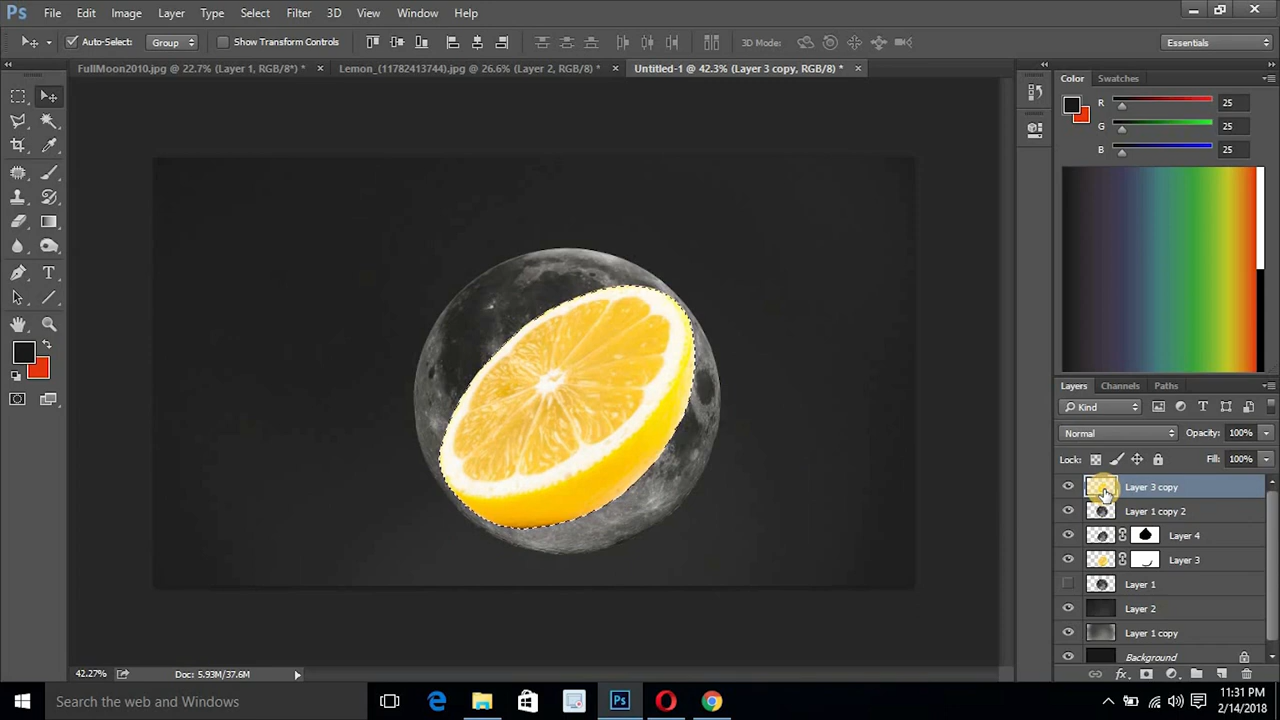 Ps File Edit Image Layer Type Select Filter 3D View Window Help
Auto-Select: Group Show Transform Controls 3D Mode: Essentials
FullMoon2010.jpg @ 22.7% (Layer 1, RGB/8*) * Lemon_(11782413744).jpg @ 26.6% (Layer 2, RGB/8) * Untitled-1 @ 42.3% (Layer 3 copy, RGB/8) *
Color Swatches
R 25
G 25
B 25
Layers Channels Paths
Kind
Normal Opacity: 100%
Lock: Fill: 100%
Layer 3 copy
Layer 1 copy 2
Layer 4
Layer 3
Layer 1
Layer 2
Layer 1 copy
Background
42.27% Doc: 5.93M/37.6M
Search the web and Windows
Ps
11:31 PM
2/14/2018